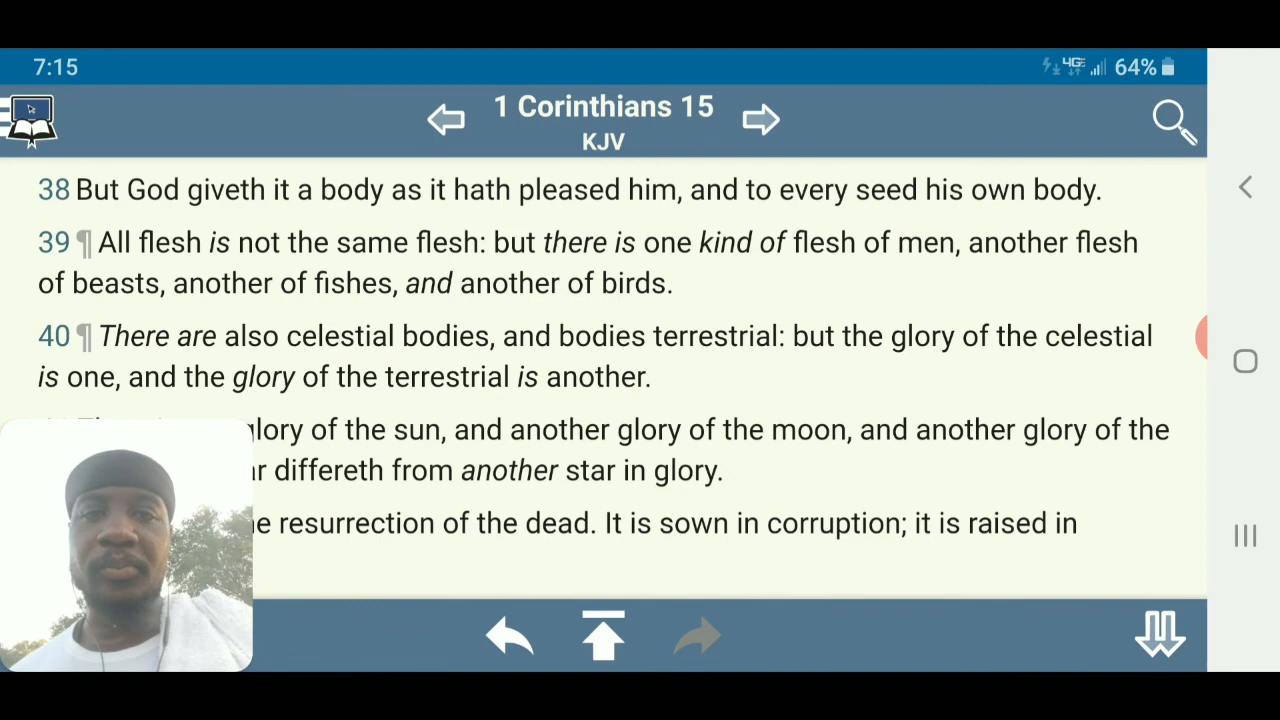 7:15
4GE 64%
1 Corinthians 15
KJV
38 But God giveth it a body as it hath pleased him, and to every seed his own body.
39 ¶ All flesh is not the same flesh: but there is one kind of flesh of men, another flesh
of beasts, another of fishes, and another of birds.
40 ¶ There are also celestial bodies, and bodies terrestrial: but the glory of the celestial
is one, and the glory of the terrestrial is another.
glory of the sun, and another glory of the moon, and another glory of the
differeth from another star in glory.
resurrection of the dead. It is sown in corruption; it is raised in